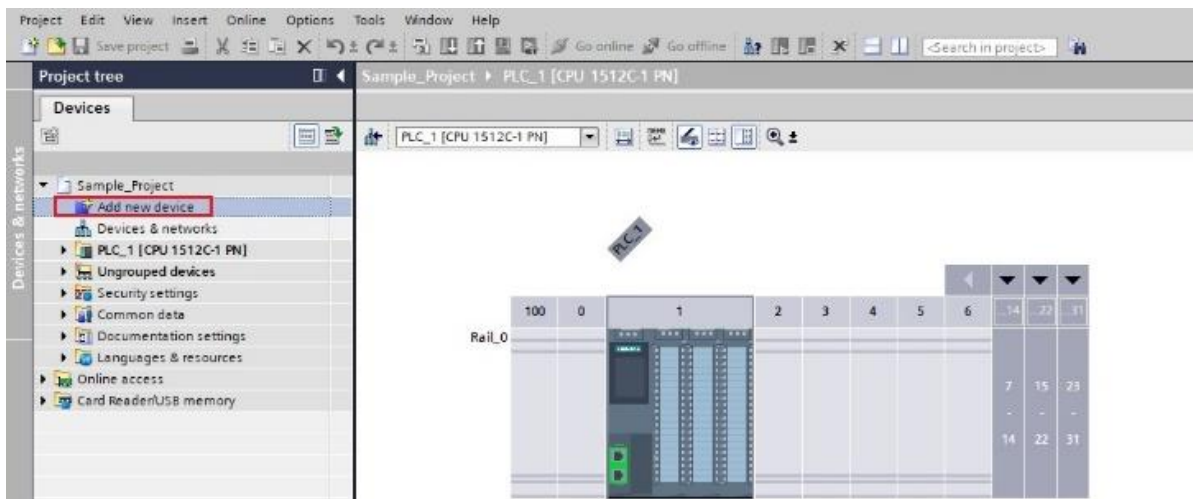 Project Edit View Insert Online Options Tools Window Help
Save project Go online Go offline <Search in project>
Project tree
Sample_Project PLC_1 [CPU 1512C-1 PN]
Devices
PLC_1 [CPU 1512C-1 PN]
Devices & networks
Sample_Project
Add new device
Devices & networks
PLC_1 [CPU 1512C-1 PN]
Ungrouped devices
Security settings
Common data
Documentation settings
Languages & resources
Online access
Card Reader/USB memory
PLC_1
100 0 1 2 3 4 5 6 ...14 ...22 ...31
Rail_0
SIEMENS
7 15 23
- - -
14 22 31